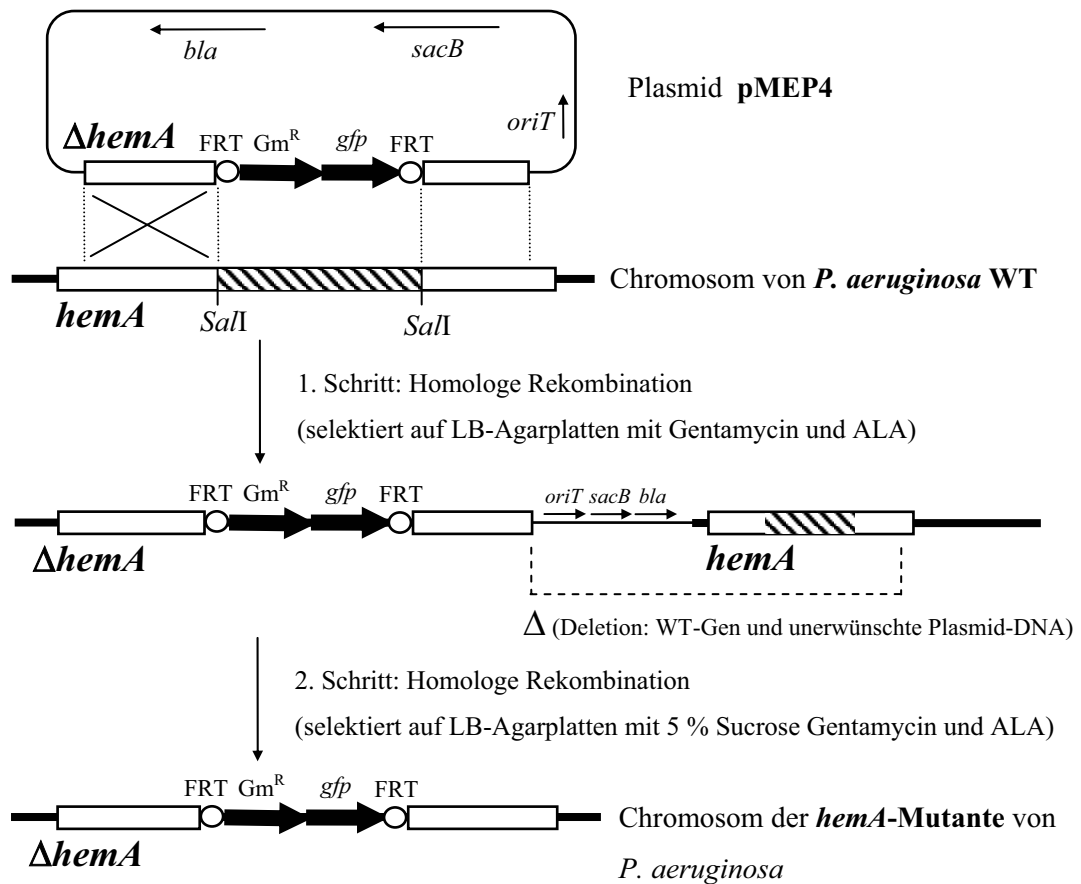 bla
sacB
Plasmid pMEP4
oriT
ΔhemA
FRT Gmᴿ gfp FRT
Chromosom von P. aeruginosa WT
hemA
SalI
SalI
1. Schritt: Homologe Rekombination
(selektiert auf LB-Agarplatten mit Gentamycin und ALA)
FRT Gmᴿ gfp FRT
oriT sacB bla
ΔhemA
hemA
Δ (Deletion: WT-Gen und unerwünschte Plasmid-DNA)
2. Schritt: Homologe Rekombination
(selektiert auf LB-Agarplatten mit 5 % Sucrose Gentamycin und ALA)
FRT Gmᴿ gfp FRT
ΔhemA
Chromosom der hemA-Mutante von
P. aeruginosa